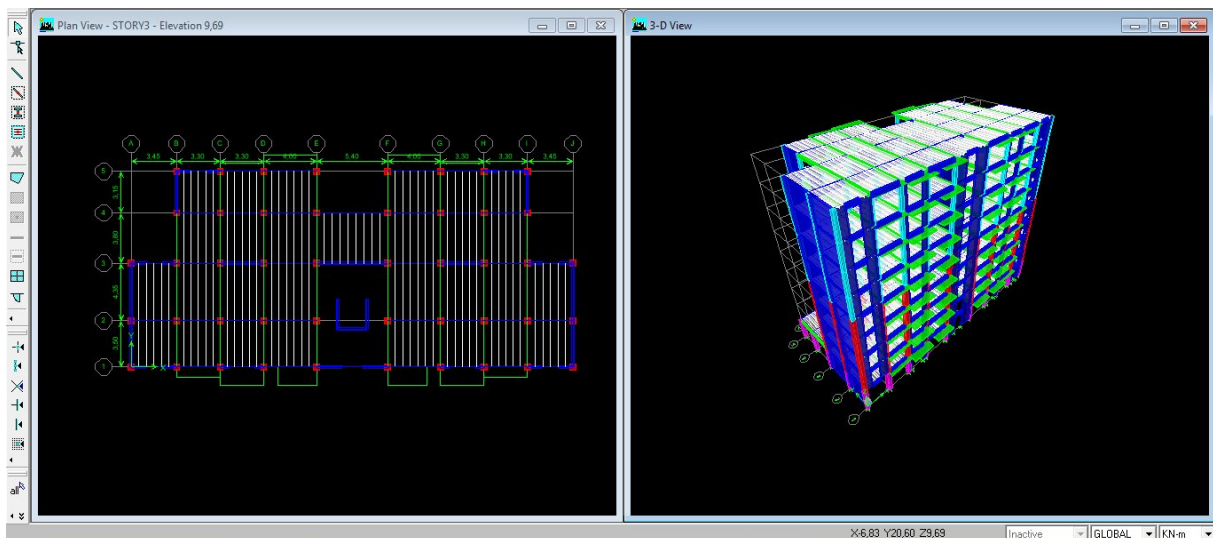 Plan View - STORY3 - Elevation 9,69
3-D View
A B C D E F G H I J
3,45 3,30 3,30 4,00 5,40 4,00 3,30 3,30 3,45
5
3,15
4
3,80
3
4,35
2
3,50
1
Y
X
all
X-6,83 Y20,60 Z9,69
Inactive
GLOBAL
KN-m